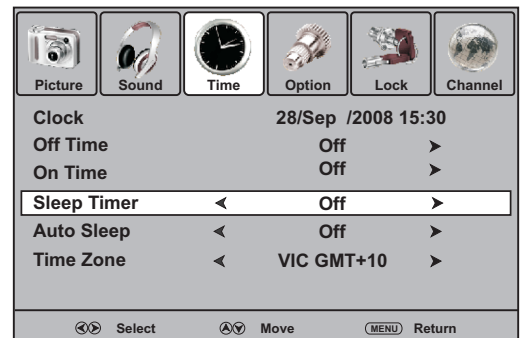 Picture Sound Time Option Lock Channel
Clock 28/Sep /2008 15:30
Off Time Off
On Time Off
Sleep Timer Off
Auto Sleep Off
Time Zone VIC GMT+10
Select Move MENU Return